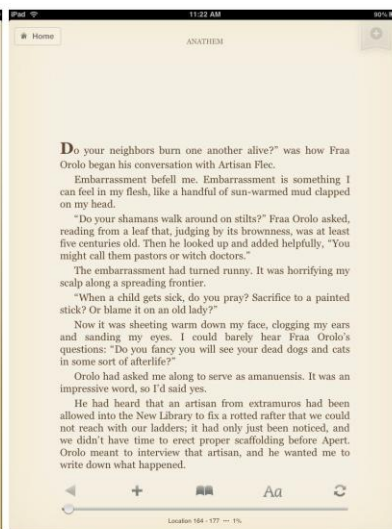 iPad
11:22 AM
90%
Home
ANATHEM
Do your neighbors burn one another alive?” was how Fraa
Orolo began his conversation with Artisan Flec.
Embarrassment befell me. Embarrassment is something I
can feel in my flesh, like a handful of sun-warmed mud clapped
on my head.
“Do your shamans walk around on stilts?” Fraa Orolo asked,
reading from a leaf that, judging by its brownness, was at least
five centuries old. Then he looked up and added helpfully, “You
might call them pastors or witch doctors.”
The embarrassment had turned runny. It was horrifying my
scalp along a spreading frontier.
“When a child gets sick, do you pray? Sacrifice to a painted
stick? Or blame it on an old lady?”
Now it was sheeting warm down my face, clogging my ears
and sanding my eyes. I could barely hear Fraa Orolo’s
questions: “Do you fancy you will see your dead dogs and cats
in some sort of afterlife?”
Orolo had asked me along to serve as amanuensis. It was an
impressive word, so I’d said yes.
He had heard that an artisan from extramuros had been
allowed into the New Library to fix a rotted rafter that we could
not reach with our ladders; it had only just been noticed, and
we didn’t have time to erect proper scaffolding before Apert.
Orolo meant to interview that artisan, and he wanted me to
write down what happened.
Aa
Location 164 - 177 — 1%